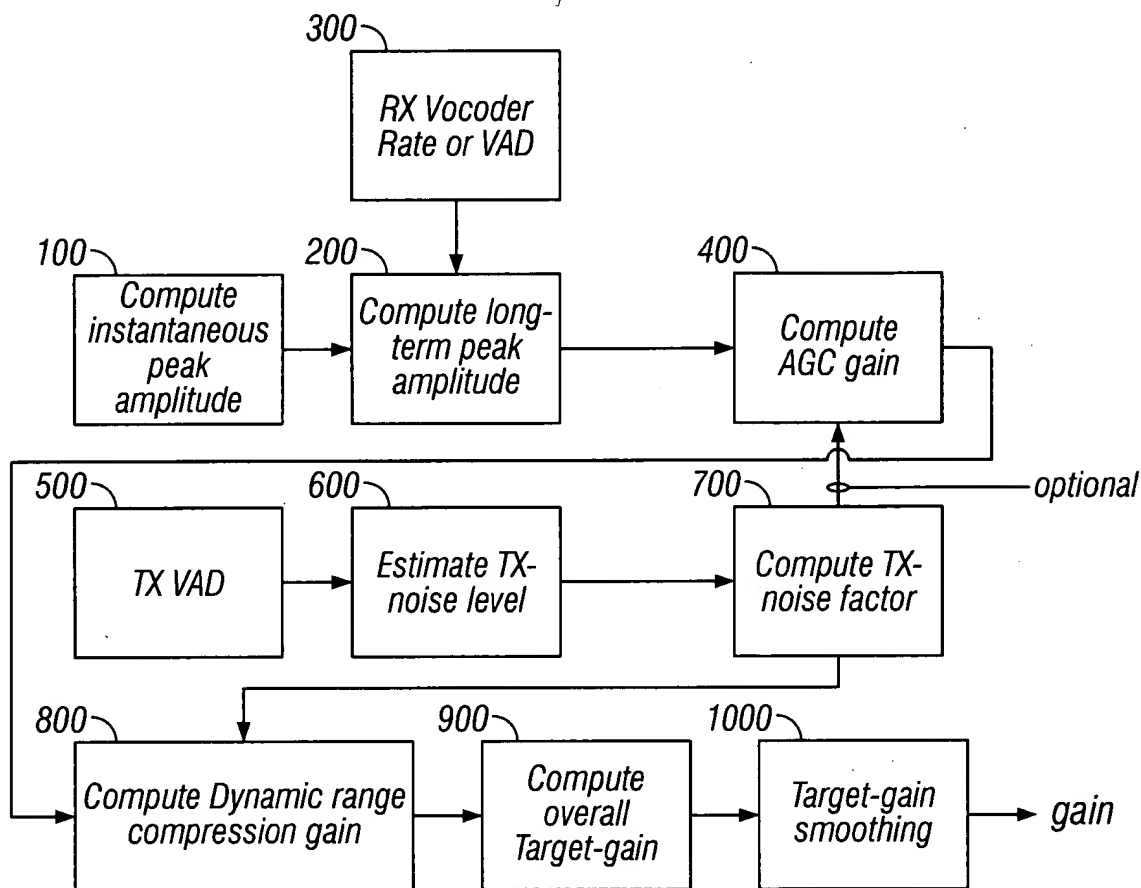 300
RX Vocoder
Rate or VAD
100
Compute
instantaneous
peak
amplitude
200
Compute long-
term peak
amplitude
400
Compute
AGC gain
500
TX VAD
600
Estimate TX-
noise level
700
Compute TX-
noise factor
optional
800
Compute Dynamic range
compression gain
900
Compute
overall
Target-gain
1000
Target-gain
smoothing
gain